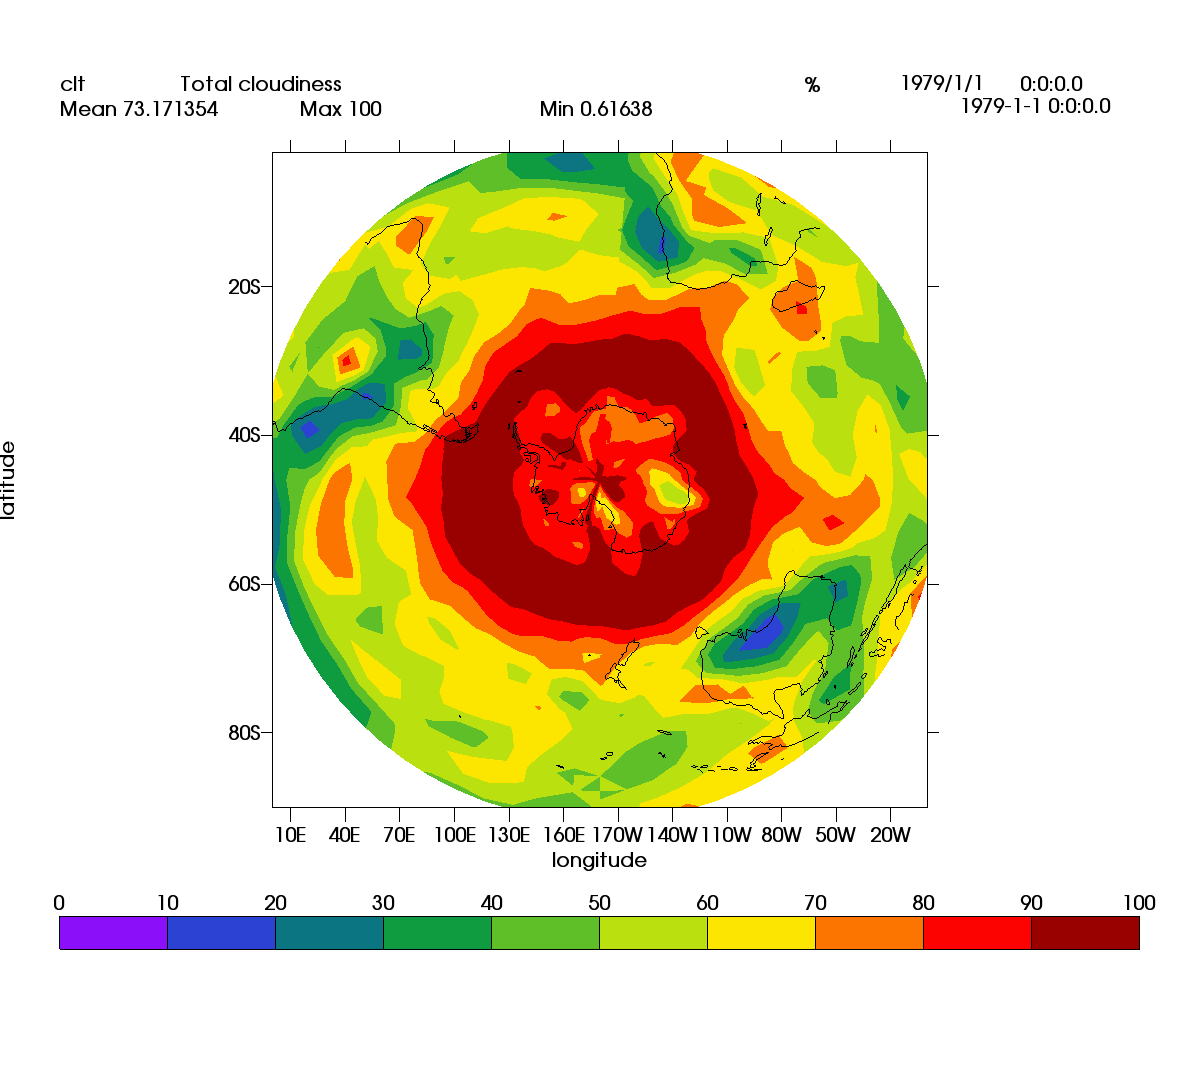 clt Total cloudiness % 1979/1/1 0:0:0.0
Mean 73.171354 Max 100 Min 0.61638 1979-1-1 0:0:0.0
20S
40S
60S
80S
latitude
10E 40E 70E 100E 130E 160E 170W 140W 110W 80W 50W 20W
longitude
0 10 20 30 40 50 60 70 80 90 100